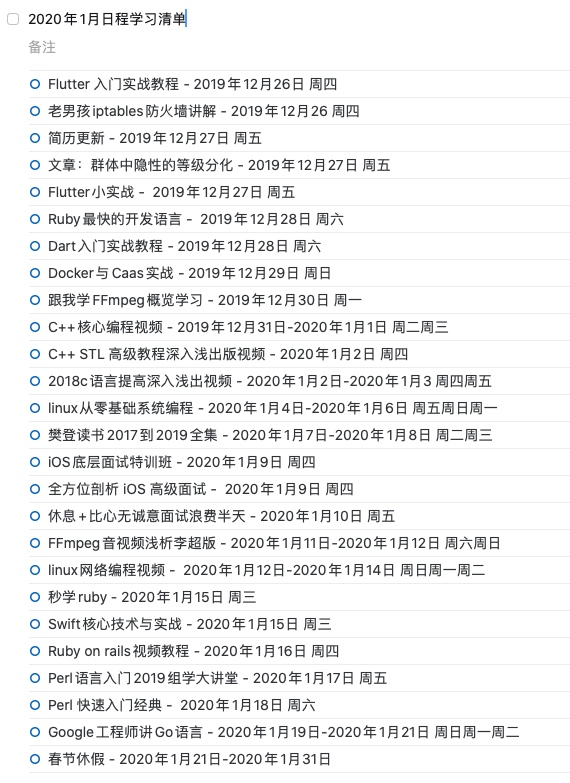 2020年1月日程学习清单
备注
Flutter 入门实战教程 - 2019年12月26日 周四
老男孩iptables防火墙讲解 - 2019年12月26 周四
简历更新 - 2019年12月27日 周五
文章：群体中隐性的等级分化 - 2019年12月27日 周五
Flutter小实战 - 2019年12月27日 周五
Ruby最快的开发语言 - 2019年12月28日 周六
Dart入门实战教程 - 2019年12月28日 周六
Docker与Caas实战 - 2019年12月29日 周日
跟我学FFmpeg概览学习 - 2019年12月30日 周一
C++核心编程视频 - 2019年12月31日-2020年1月1日 周二周三
C++ STL 高级教程深入浅出版视频 - 2020年1月2日 周四
2018c语言提高深入浅出视频 - 2020年1月2日-2020年1月3 周四周五
linux从零基础系统编程 - 2020年1月4日-2020年1月6日 周五周日周一
樊登读书2017到2019全集 - 2020年1月7日-2020年1月8日 周二周三
iOS底层面试特训班 - 2020年1月9日 周四
全方位剖析 iOS 高级面试 - 2020年1月9日 周四
休息+比心无诚意面试浪费半天 - 2020年1月10日 周五
FFmpeg音视频浅析李超版 - 2020年1月11日-2020年1月12日 周六周日
linux网络编程视频 - 2020年1月12日-2020年1月14日 周日周一周二
秒学ruby - 2020年1月15日 周三
Swift核心技术与实战 - 2020年1月15日 周三
Ruby on rails视频教程 - 2020年1月16日 周四
Perl语言入门2019组学大讲堂 - 2020年1月17日 周五
Perl 快速入门经典 - 2020年1月18日 周六
Google工程师讲Go语言 - 2020年1月19日-2020年1月21日 周日周一周二
春节休假 - 2020年1月21日-2020年1月31日